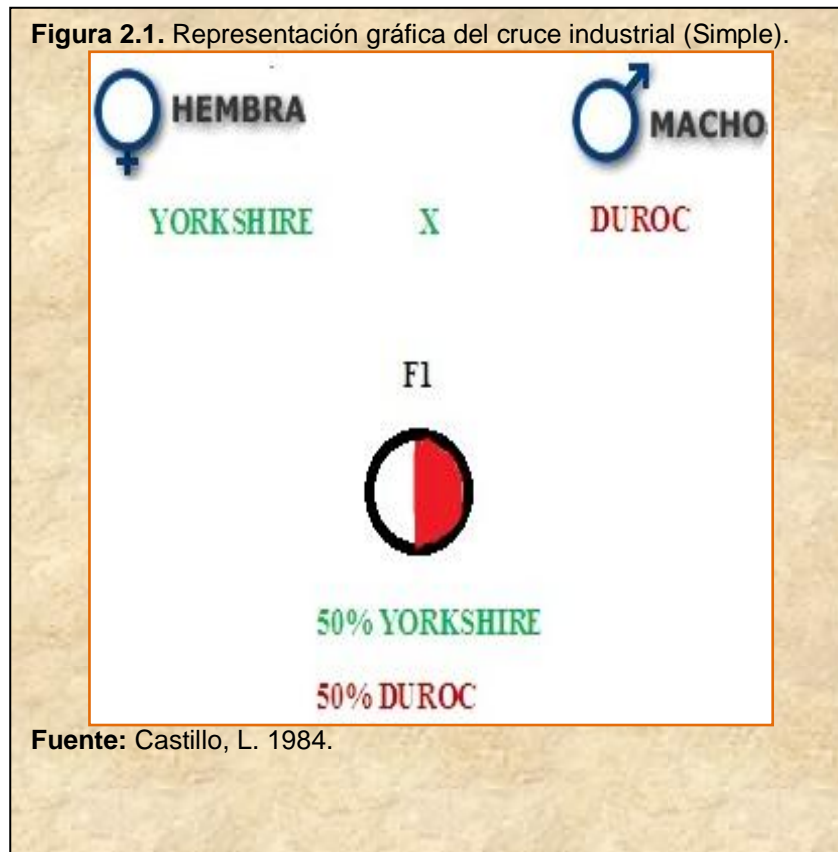 Figura 2.1. Representación gráfica del cruce industrial (Simple).
HEMBRA MACHO
YORKSHIRE X DUROC
F1
50% YORKSHIRE
50% DUROC
Fuente: Castillo, L. 1984.